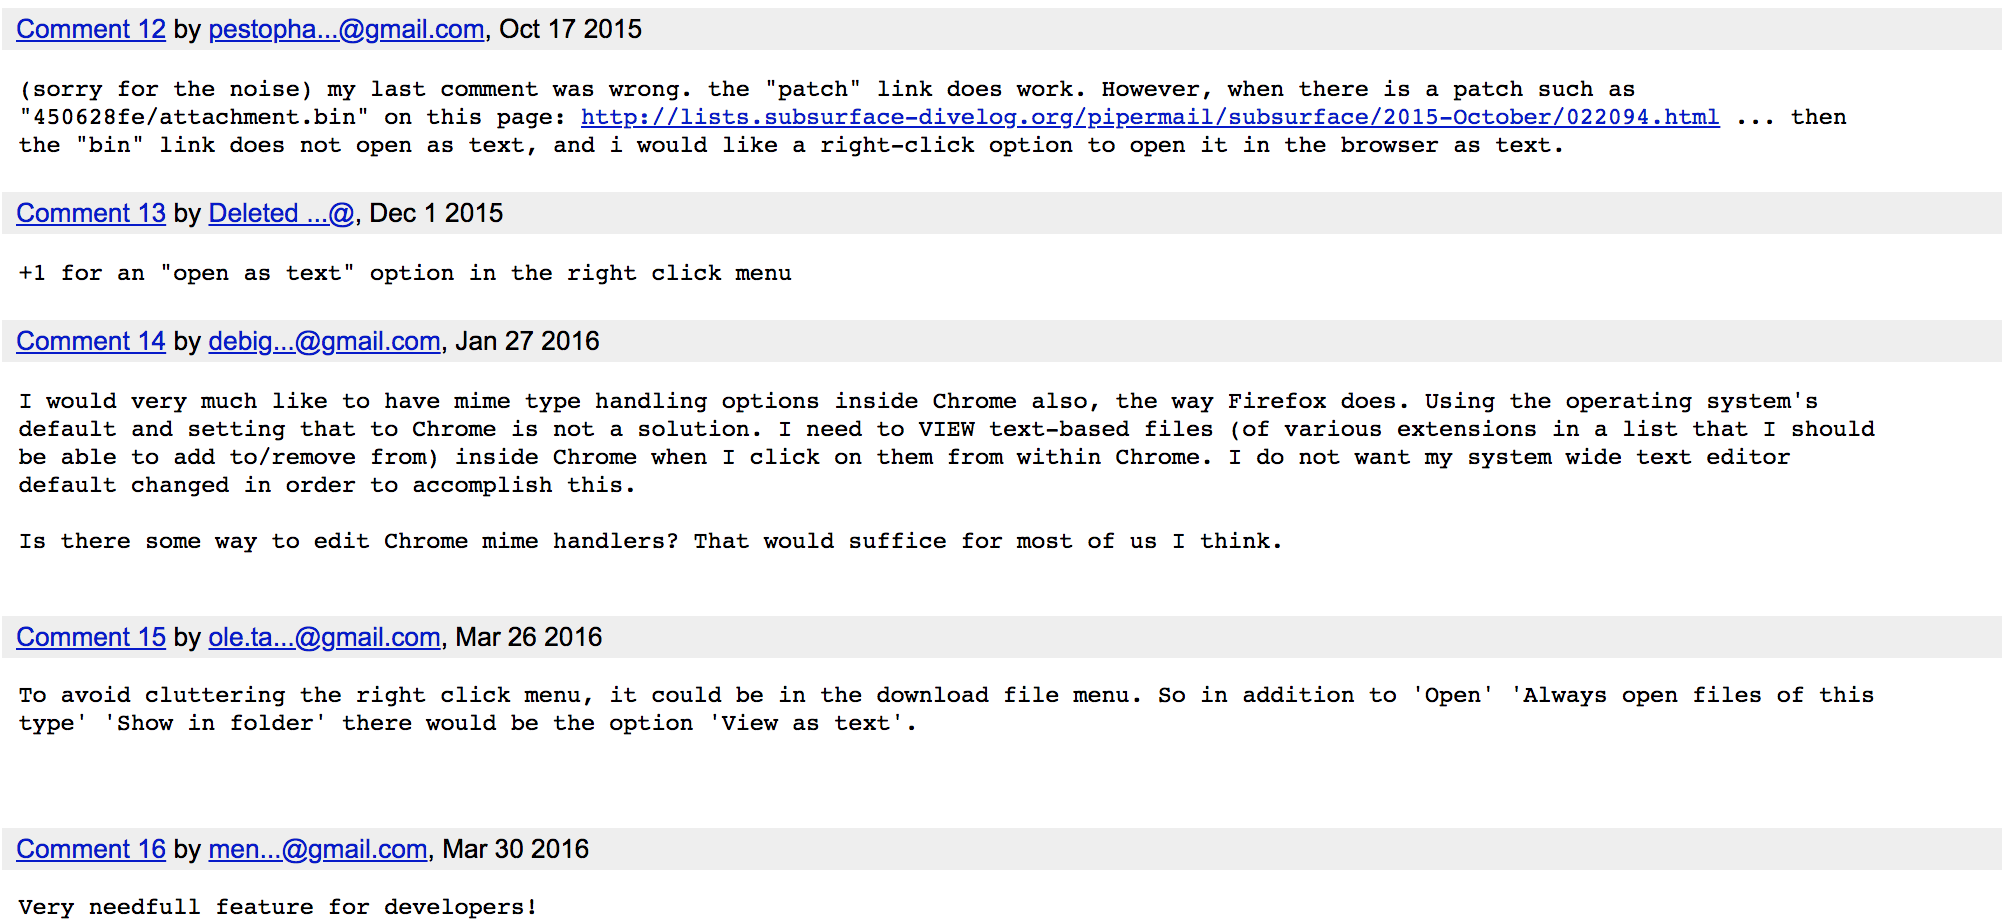 Comment 12 by pestopha...@gmail.com, Oct 17 2015
(sorry for the noise) my last comment was wrong. the "patch" link does work. However, when there is a patch such as
"450628fe/attachment.bin" on this page: http://lists.subsurface-divelog.org/pipermail/subsurface/2015-October/022094.html ... then
the "bin" link does not open as text, and i would like a right-click option to open it in the browser as text.
Comment 13 by Deleted ...@, Dec 1 2015
+1 for an "open as text" option in the right click menu
Comment 14 by debig...@gmail.com, Jan 27 2016
I would very much like to have mime type handling options inside Chrome also, the way Firefox does. Using the operating system's
default and setting that to Chrome is not a solution. I need to VIEW text-based files (of various extensions in a list that I should
be able to add to/remove from) inside Chrome when I click on them from within Chrome. I do not want my system wide text editor
default changed in order to accomplish this.
Is there some way to edit Chrome mime handlers? That would suffice for most of us I think.
Comment 15 by ole.ta...@gmail.com, Mar 26 2016
To avoid cluttering the right click menu, it could be in the download file menu. So in addition to 'Open' 'Always open files of this
type' 'Show in folder' there would be the option 'View as text'.
Comment 16 by men...@gmail.com, Mar 30 2016
Very needfull feature for developers!